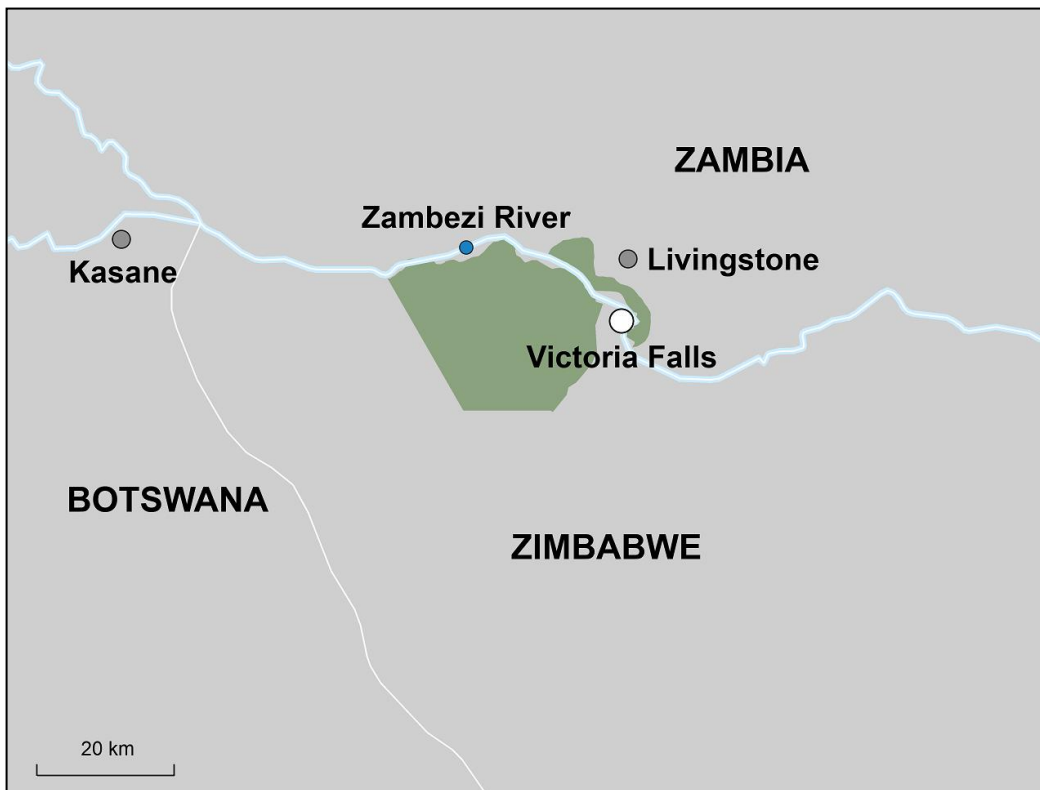 ZAMBIA
Zambezi River
Livingstone
Kasane
Victoria Falls
BOTSWANA
ZIMBABWE
20 km